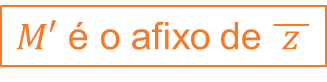 M′ é o afixo de z̅